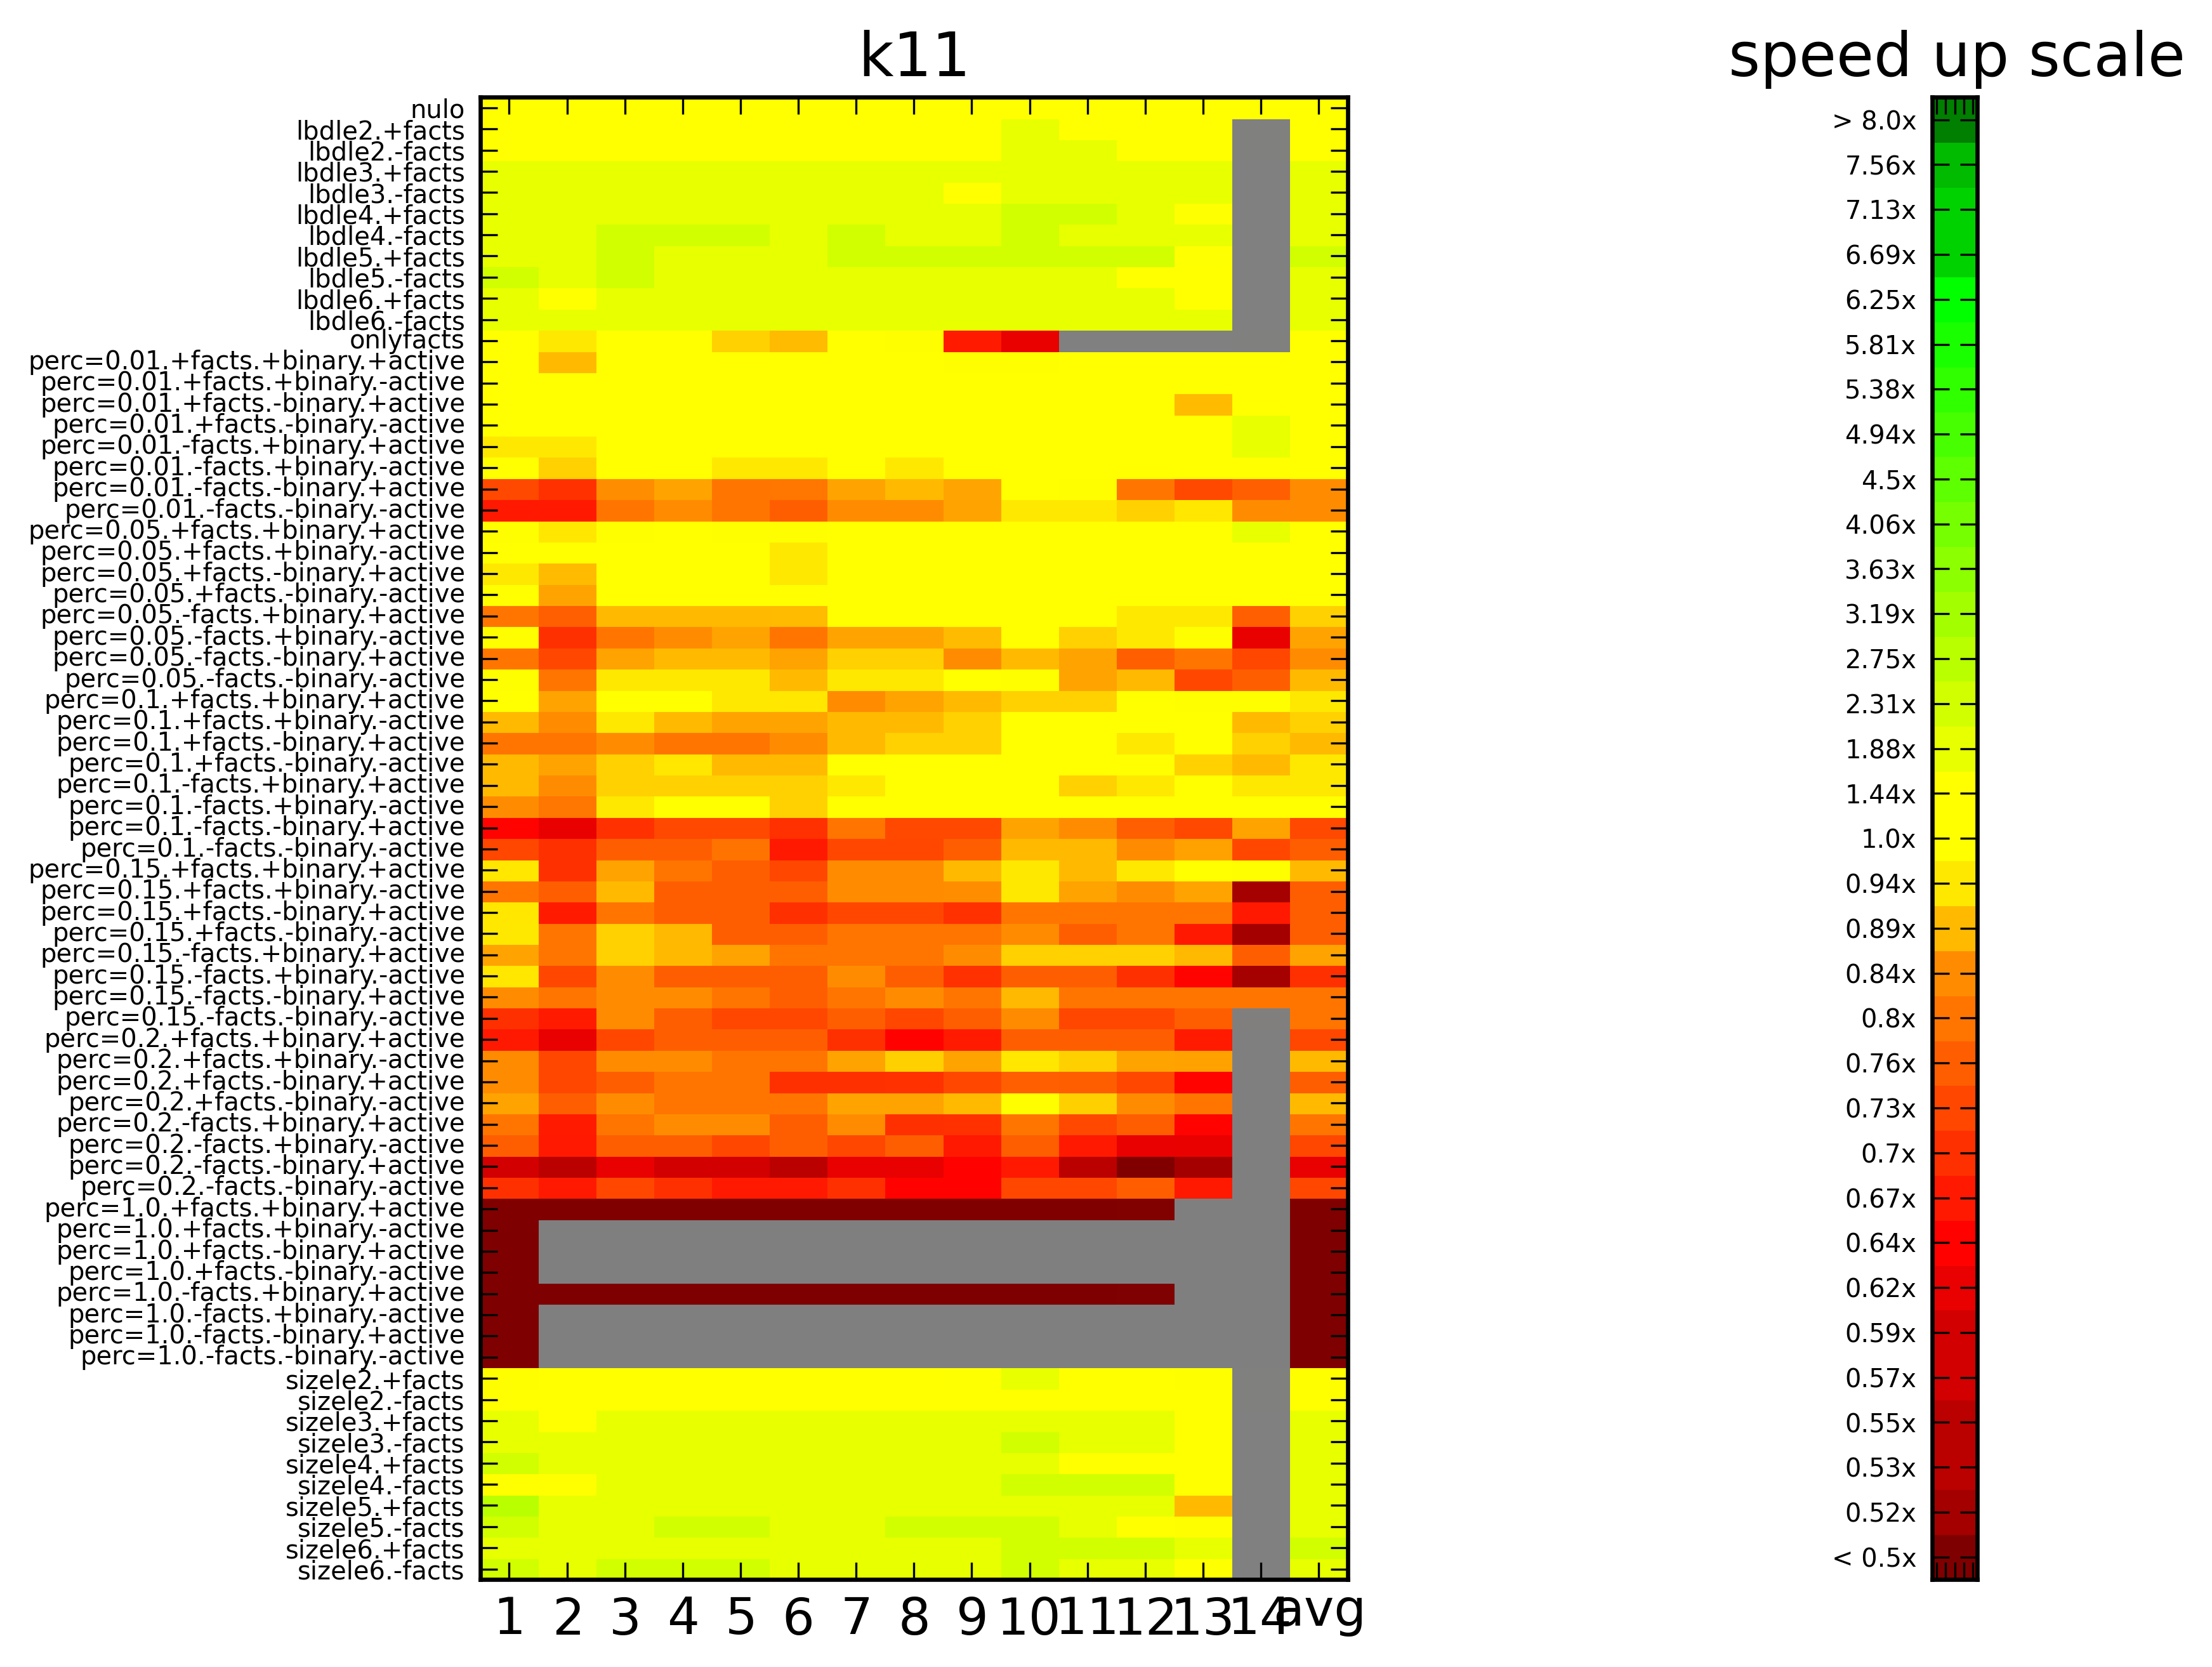 k11
speed up scale
nulo
lbdle2.+facts
lbdle2.-facts
lbdle3.+facts
lbdle3.-facts
lbdle4.+facts
lbdle4.-facts
lbdle5.+facts
lbdle5.-facts
lbdle6.+facts
lbdle6.-facts
onlyfacts
perc=0.01.+facts.+binary.+active
perc=0.01.+facts.+binary.-active
perc=0.01.+facts.-binary.+active
perc=0.01.+facts.-binary.-active
perc=0.01.-facts.+binary.+active
perc=0.01.-facts.+binary.-active
perc=0.01.-facts.-binary.+active
perc=0.01.-facts.-binary.-active
perc=0.05.+facts.+binary.+active
perc=0.05.+facts.+binary.-active
perc=0.05.+facts.-binary.+active
perc=0.05.+facts.-binary.-active
perc=0.05.-facts.+binary.+active
perc=0.05.-facts.+binary.-active
perc=0.05.-facts.-binary.+active
perc=0.05.-facts.-binary.-active
perc=0.1.+facts.+binary.+active
perc=0.1.+facts.+binary.-active
perc=0.1.+facts.-binary.+active
perc=0.1.+facts.-binary.-active
perc=0.1.-facts.+binary.+active
perc=0.1.-facts.+binary.-active
perc=0.1.-facts.-binary.+active
perc=0.1.-facts.-binary.-active
perc=0.15.+facts.+binary.+active
perc=0.15.+facts.+binary.-active
perc=0.15.+facts.-binary.+active
perc=0.15.+facts.-binary.-active
perc=0.15.-facts.+binary.+active
perc=0.15.-facts.+binary.-active
perc=0.15.-facts.-binary.+active
perc=0.15.-facts.-binary.-active
perc=0.2.+facts.+binary.+active
perc=0.2.+facts.+binary.-active
perc=0.2.+facts.-binary.+active
perc=0.2.+facts.-binary.-active
perc=0.2.-facts.+binary.+active
perc=0.2.-facts.+binary.-active
perc=0.2.-facts.-binary.+active
perc=0.2.-facts.-binary.-active
perc=1.0.+facts.+binary.+active
perc=1.0.+facts.+binary.-active
perc=1.0.+facts.-binary.+active
perc=1.0.+facts.-binary.-active
perc=1.0.-facts.+binary.+active
perc=1.0.-facts.+binary.-active
perc=1.0.-facts.-binary.+active
perc=1.0.-facts.-binary.-active
sizele2.+facts
sizele2.-facts
sizele3.+facts
sizele3.-facts
sizele4.+facts
sizele4.-facts
sizele5.+facts
sizele5.-facts
sizele6.+facts
sizele6.-facts
1 2 3 4 5 6 7 8 9 10 11 12 13 14 avg
> 8.0x
7.56x
7.13x
6.69x
6.25x
5.81x
5.38x
4.94x
4.5x
4.06x
3.63x
3.19x
2.75x
2.31x
1.88x
1.44x
1.0x
0.94x
0.89x
0.84x
0.8x
0.76x
0.73x
0.7x
0.67x
0.64x
0.62x
0.59x
0.57x
0.55x
0.53x
0.52x
< 0.5x